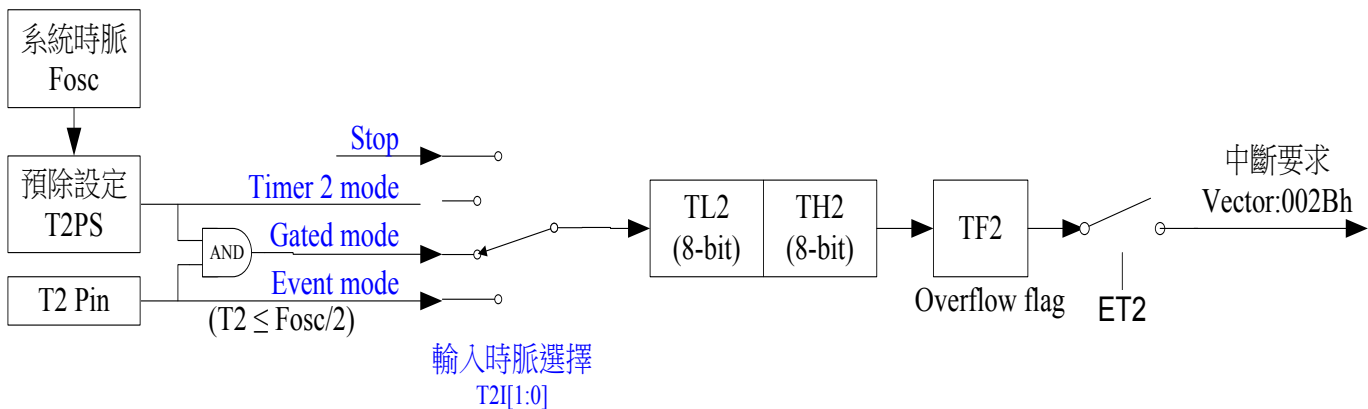 系統時脈
Fosc
預除設定
T2PS
T2 Pin
AND
Stop
Timer 2 mode
Gated mode
Event mode
(T2 ≤ Fosc/2)
輸入時脈選擇
T2I[1:0]
TL2
(8-bit)
TH2
(8-bit)
TF2
Overflow flag
ET2
中斷要求
Vector:002Bh